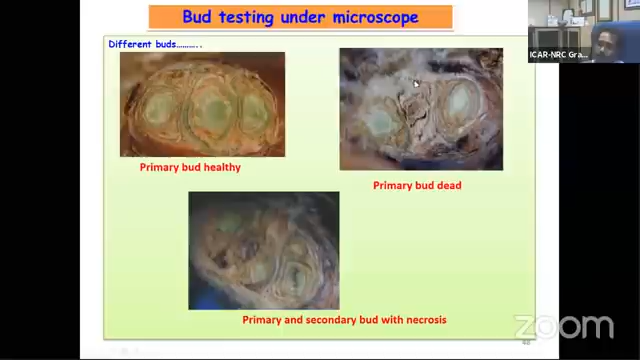 Bud testing under microscope
Different buds………..
ICAR-NRC Gra...
Primary bud healthy
Primary bud dead
Primary and secondary bud with necrosis
zoom
48